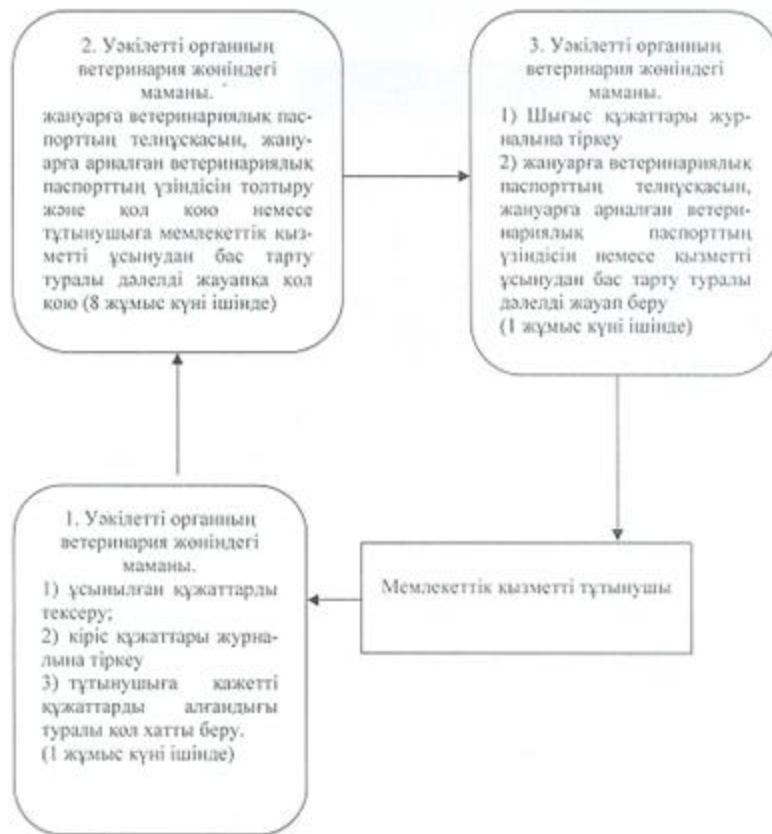 2. Уәкілетті органның
ветеринария жөніндегі
маманы.
жануарға ветеринариялық пас-
порттың телнұсқасын, жану-
арға арналған ветеринариялық
паспорттың үзіндісін толтыру
және қол қою немесе
тұтынушыға мемлекеттік қыз-
метті ұсынудан бас тарту
туралы дәлелді жауапқа қол
қою (8 жұмыс күні ішінде)
3. Уәкілетті органның
ветеринария жөніндегі
маманы.
1) Шығыс құжаттары жур-
налына тіркеу
2) жануарға ветеринариялық
паспорттың телнұсқасын,
жануарға арналған ветери-
нариялық паспорттың
үзіндісін немесе қызметті
ұсынудан бас тарту туралы
дәлелді жауап беру
(1 жұмыс күні ішінде)
1. Уәкілетті органның
ветеринария жөніндегі
маманы.
1) ұсынылған құжаттарды
тексеру;
2) кіріс құжаттары журна-
лына тіркеу
3) тұтынушыға қажетті
құжаттарды алғандығы
туралы қол хатты беру.
(1 жұмыс күні ішінде)
Мемлекеттік қызметті тұтынушы